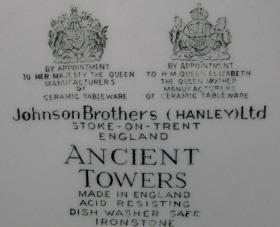 BY APPOINTMENT
TO HER MAJESTY THE QUEEN
MANUFACTURERS
OF
CERAMIC TABLEWARE
BY APPOINTMENT
TO H.M. QUEEN ELIZABETH
THE QUEEN MOTHER
MANUFACTURERS
OF CERAMIC TABLEWARE
Johnson Brothers (HANLEY) Ltd
STOKE-ON-TRENT
ENGLAND
ANCIENT
TOWERS
MADE IN ENGLAND
ACID RESISTING
DISH WASHER SAFE
IRONSTONE